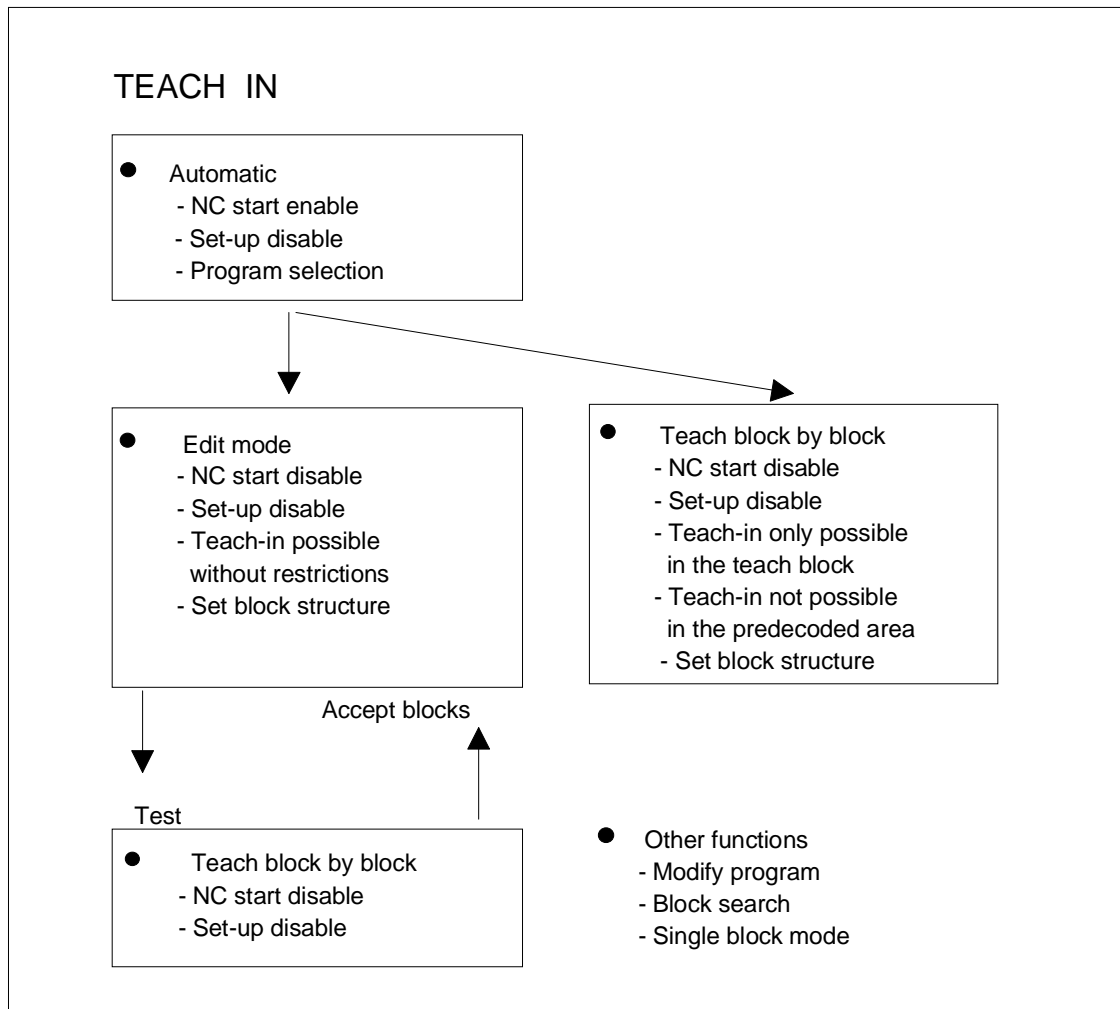 TEACH IN
● Automatic
- NC start enable
- Set-up disable
- Program selection
● Edit mode
- NC start disable
- Set-up disable
- Teach-in possible
without restrictions
- Set block structure
● Teach block by block
- NC start disable
- Set-up disable
- Teach-in only possible
in the teach block
- Teach-in not possible
in the predecoded area
- Set block structure
Accept blocks
Test
● Teach block by block
- NC start disable
- Set-up disable
● Other functions
- Modify program
- Block search
- Single block mode